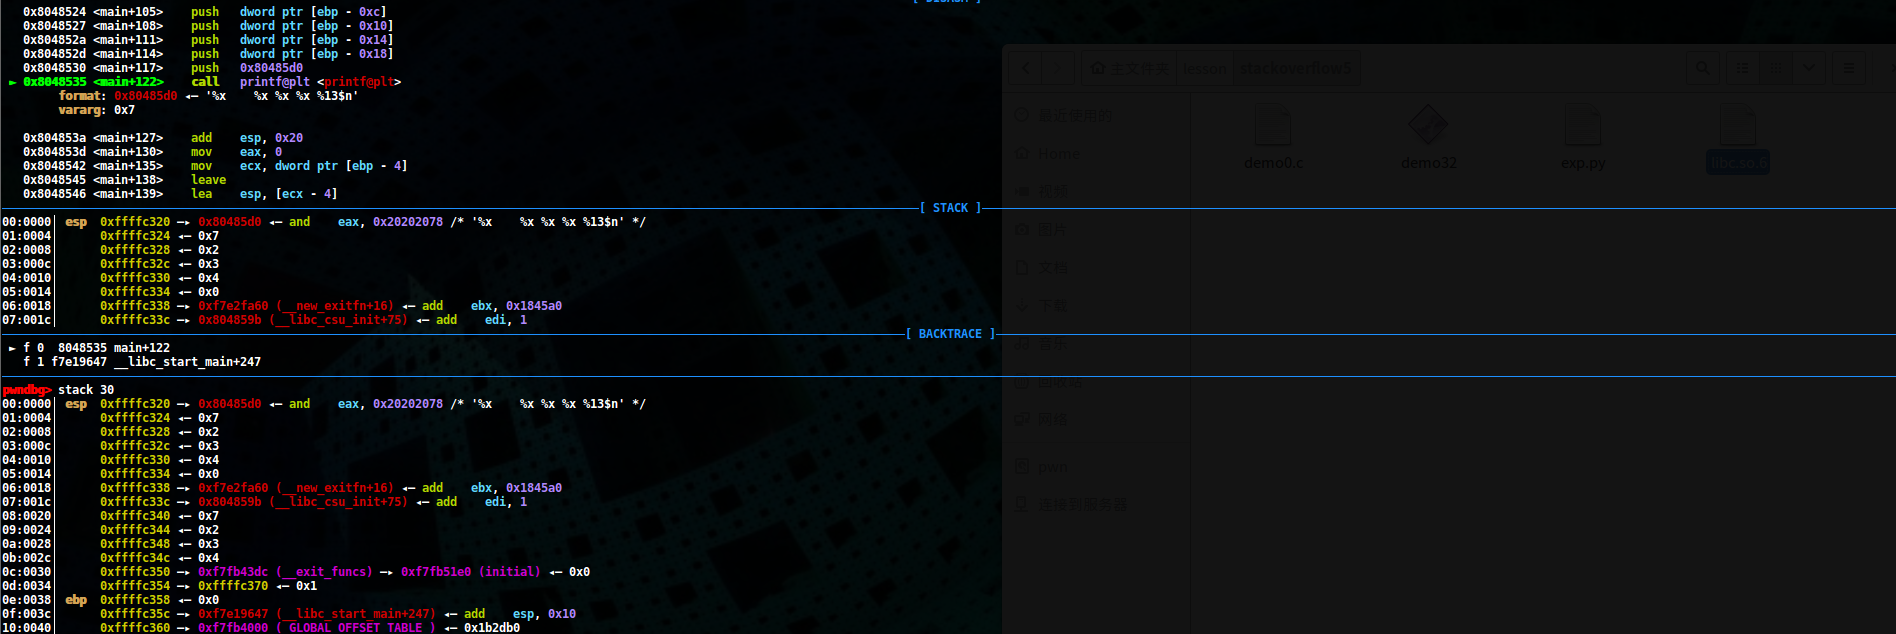 [ DISASM ]
0x8048524 <main+105>    push   dword ptr [ebp - 0xc]
0x8048527 <main+108>    push   dword ptr [ebp - 0x10]
0x804852a <main+111>    push   dword ptr [ebp - 0x14]
0x804852d <main+114>    push   dword ptr [ebp - 0x18]
0x8048530 <main+117>    push   0x80485d0
► 0x8048535 <main+122>    call   printf@plt <printf@plt>
format: 0x80485d0 ◂— '%x    %x %x %x %13$n'
vararg: 0x7
0x804853a <main+127>    add    esp, 0x20
0x804853d <main+130>    mov    eax, 0
0x8048542 <main+135>    mov    ecx, dword ptr [ebp - 4]
0x8048545 <main+138>    leave
0x8048546 <main+139>    lea    esp, [ecx - 4]
[ STACK ]
00:0000│ esp  0xffffc320 —▸ 0x80485d0 ◂— and    eax, 0x20202078 /* '%x    %x %x %x %13$n' */
01:0004│      0xffffc324 ◂— 0x7
02:0008│      0xffffc328 ◂— 0x2
03:000c│      0xffffc32c ◂— 0x3
04:0010│      0xffffc330 ◂— 0x4
05:0014│      0xffffc334 ◂— 0x0
06:0018│      0xffffc338 —▸ 0xf7e2fa60 (__new_exitfn+16) ◂— add    ebx, 0x1845a0
07:001c│      0xffffc33c —▸ 0x804859b (__libc_csu_init+75) ◂— add    edi, 1
[ BACKTRACE ]
► f 0  8048535 main+122
f 1 f7e19647 __libc_start_main+247
pwndbg> stack 30
00:0000│ esp  0xffffc320 —▸ 0x80485d0 ◂— and    eax, 0x20202078 /* '%x    %x %x %x %13$n' */
01:0004│      0xffffc324 ◂— 0x7
02:0008│      0xffffc328 ◂— 0x2
03:000c│      0xffffc32c ◂— 0x3
04:0010│      0xffffc330 ◂— 0x4
05:0014│      0xffffc334 ◂— 0x0
06:0018│      0xffffc338 —▸ 0xf7e2fa60 (__new_exitfn+16) ◂— add    ebx, 0x1845a0
07:001c│      0xffffc33c —▸ 0x804859b (__libc_csu_init+75) ◂— add    edi, 1
08:0020│      0xffffc340 ◂— 0x7
09:0024│      0xffffc344 ◂— 0x2
0a:0028│      0xffffc348 ◂— 0x3
0b:002c│      0xffffc34c ◂— 0x4
0c:0030│      0xffffc350 —▸ 0xf7fb43dc (__exit_funcs) —▸ 0xf7fb51e0 (initial) ◂— 0x0
0d:0034│      0xffffc354 —▸ 0xffffc370 ◂— 0x1
0e:0038│ ebp  0xffffc358 ◂— 0x0
0f:003c│      0xffffc35c —▸ 0xf7e19647 (__libc_start_main+247) ◂— add    esp, 0x10
10:0040│      0xffffc360 —▸ 0xf7fb4000 (_GLOBAL_OFFSET_TABLE_) ◂— 0x1b2db0
主文件夹 lesson stackoverflow5
最近使用的
Home
视频
图片
文档
下载
音乐
回收站
网络
pwn
连接到服务器
demo0.c
demo32
exp.py
libc.so.6